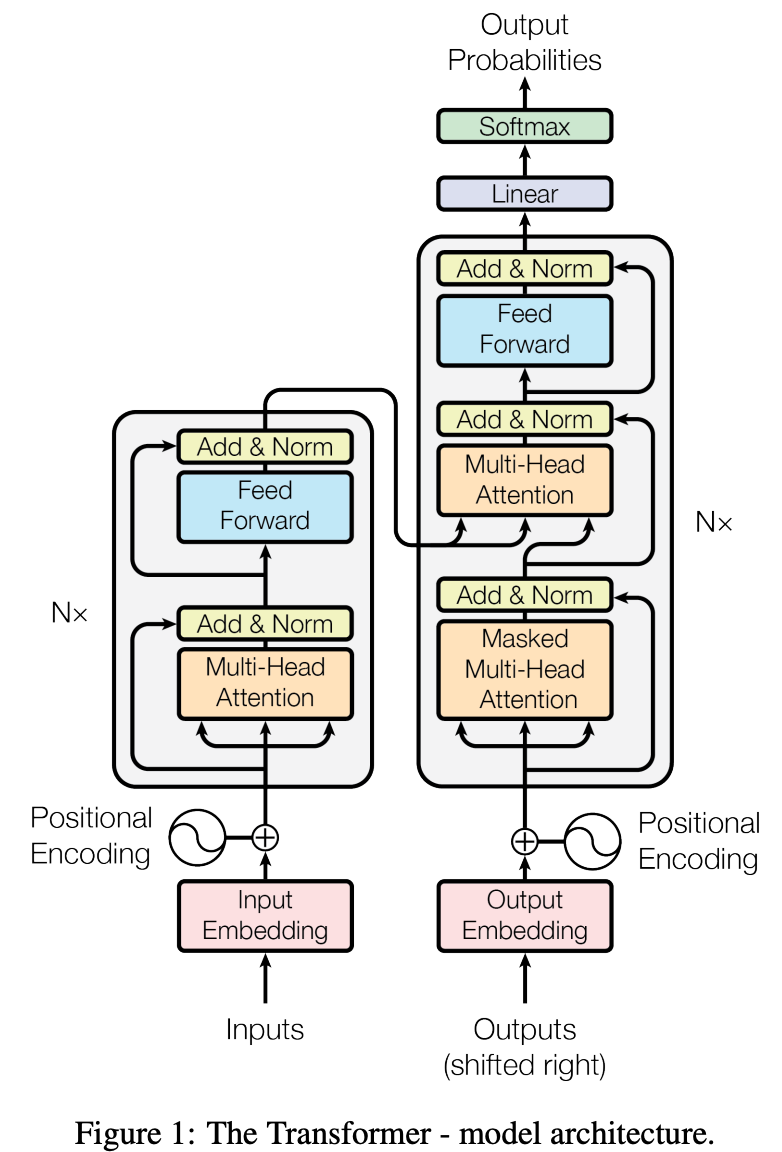 Output
Probabilities
Softmax
Linear
Add & Norm
Feed
Forward
Add & Norm
Multi-Head
Attention
Add & Norm
Masked
Multi-Head
Attention
Nx
Add & Norm
Feed
Forward
Add & Norm
Multi-Head
Attention
N×
Positional
Encoding
Positional
Encoding
Input
Embedding
Output
Embedding
Inputs
Outputs
(shifted right)
Figure 1: The Transformer - model architecture.